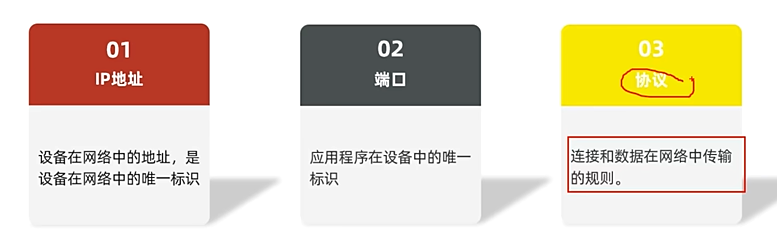 01
IP地址
设备在网络中的地址，是
设备在网络中的唯一标识
02
端口
应用程序在设备中的唯一
标识
03
协议
连接和数据在网络中传输
的规则。